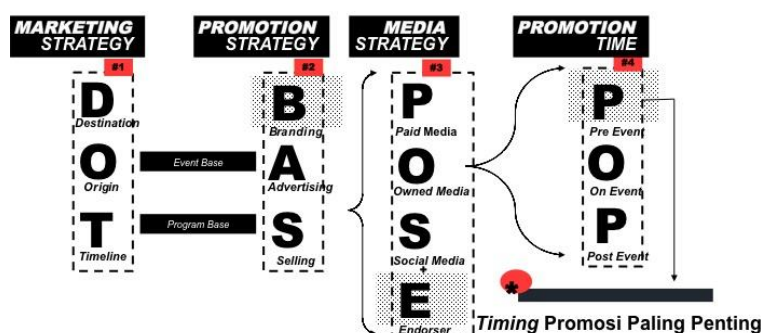 MARKETING
STRATEGY
#1
D
Destination
O
Origin
T
Timeline
Event Base
Program Base
PROMOTION
STRATEGY
#2
B
Branding
A
Advertising
S
Selling
MEDIA
STRATEGY
#3
P
Paid Media
O
Owned Media
S
Social Media
+
E
Endorser
PROMOTION
TIME
#4
P
Pre Event
O
On Event
P
Post Event
*
Timing Promosi Paling Penting